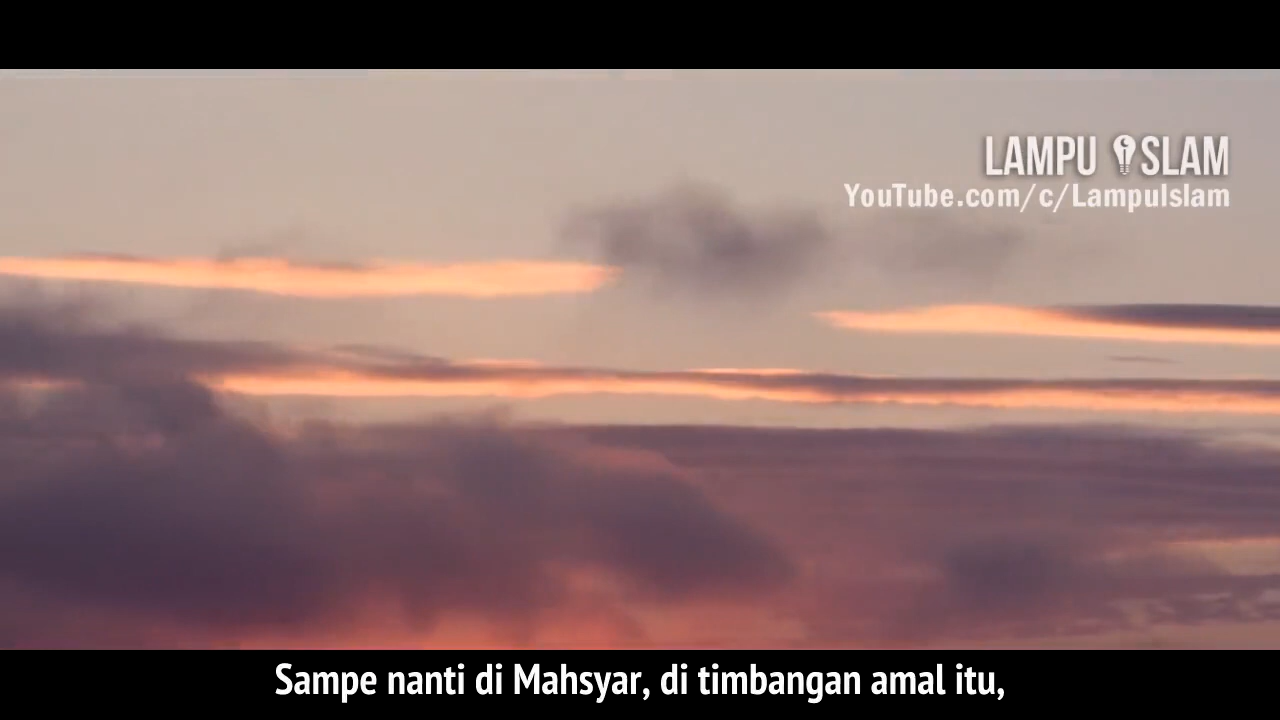 LAMPU ISLAM
YouTube.com/c/LampuIslam
Sampe nanti di Mahsyar, di timbangan amal itu,